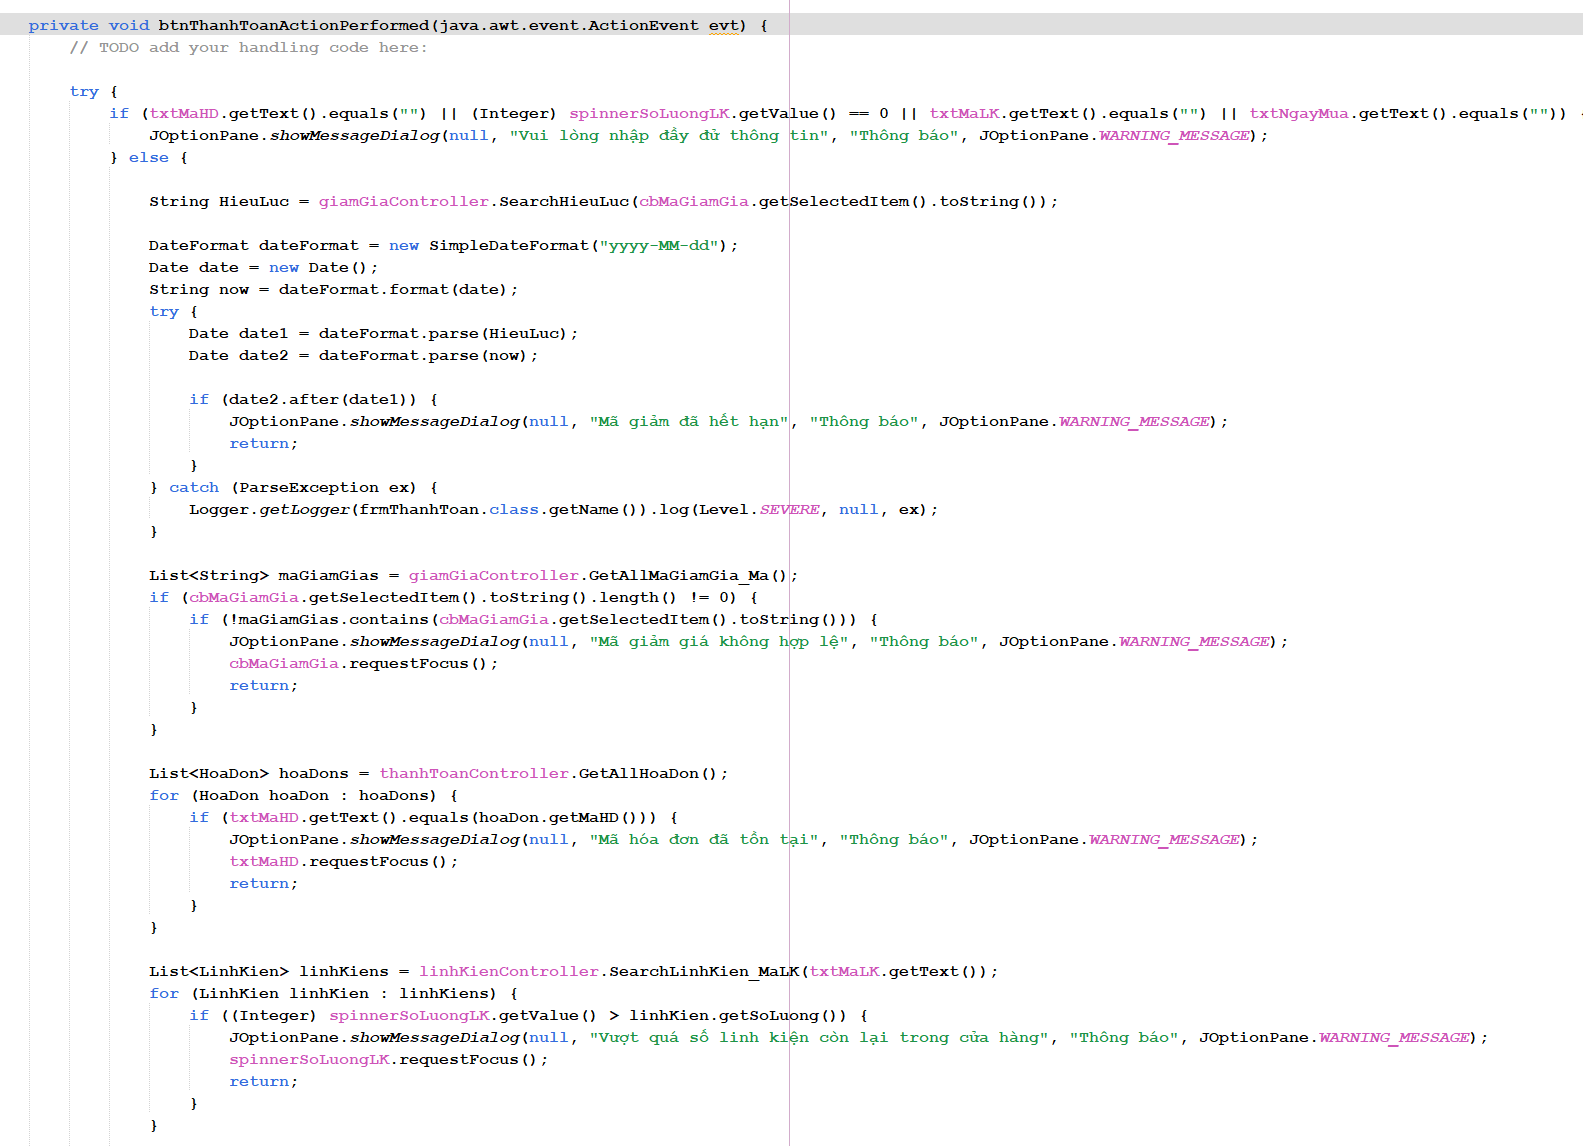 private void btnThanhToanActionPerformed(java.awt.event.ActionEvent evt) {
// TODO add your handling code here:
try {
if (txtMaHD.getText().equals("") || (Integer) spinnerSoLuongLK.getValue() == 0 || txtMaLK.getText().equals("") || txtNgayMua.getText().equals("")) {
JOptionPane.showMessageDialog(null, "Vui lòng nhập đầy đủ thông tin", "Thông báo", JOptionPane.WARNING_MESSAGE);
} else {
String HieuLuc = giamGiaController.SearchHieuLuc(cbMaGiamGia.getSelectedItem().toString());
DateFormat dateFormat = new SimpleDateFormat("yyyy-MM-dd");
Date date = new Date();
String now = dateFormat.format(date);
try {
Date date1 = dateFormat.parse(HieuLuc);
Date date2 = dateFormat.parse(now);
if (date2.after(date1)) {
JOptionPane.showMessageDialog(null, "Mã giảm đã hết hạn", "Thông báo", JOptionPane.WARNING_MESSAGE);
return;
}
} catch (ParseException ex) {
Logger.getLogger(frmThanhToan.class.getName()).log(Level.SEVERE, null, ex);
}
List<String> maGiamGias = giamGiaController.GetAllMaGiamGia_Ma();
if (cbMaGiamGia.getSelectedItem().toString().length() != 0) {
if (!maGiamGias.contains(cbMaGiamGia.getSelectedItem().toString())) {
JOptionPane.showMessageDialog(null, "Mã giảm giá không hợp lệ", "Thông báo", JOptionPane.WARNING_MESSAGE);
cbMaGiamGia.requestFocus();
return;
}
}
List<HoaDon> hoaDons = thanhToanController.GetAllHoaDon();
for (HoaDon hoaDon : hoaDons) {
if (txtMaHD.getText().equals(hoaDon.getMaHD())) {
JOptionPane.showMessageDialog(null, "Mã hóa đơn đã tồn tại", "Thông báo", JOptionPane.WARNING_MESSAGE);
txtMaHD.requestFocus();
return;
}
}
List<LinhKien> linhKiens = linhKienController.SearchLinhKien_MaLK(txtMaLK.getText());
for (LinhKien linhKien : linhKiens) {
if ((Integer) spinnerSoLuongLK.getValue() > linhKien.getSoLuong()) {
JOptionPane.showMessageDialog(null, "Vượt quá số linh kiện còn lại trong cửa hàng", "Thông báo", JOptionPane.WARNING_MESSAGE);
spinnerSoLuongLK.requestFocus();
return;
}
}